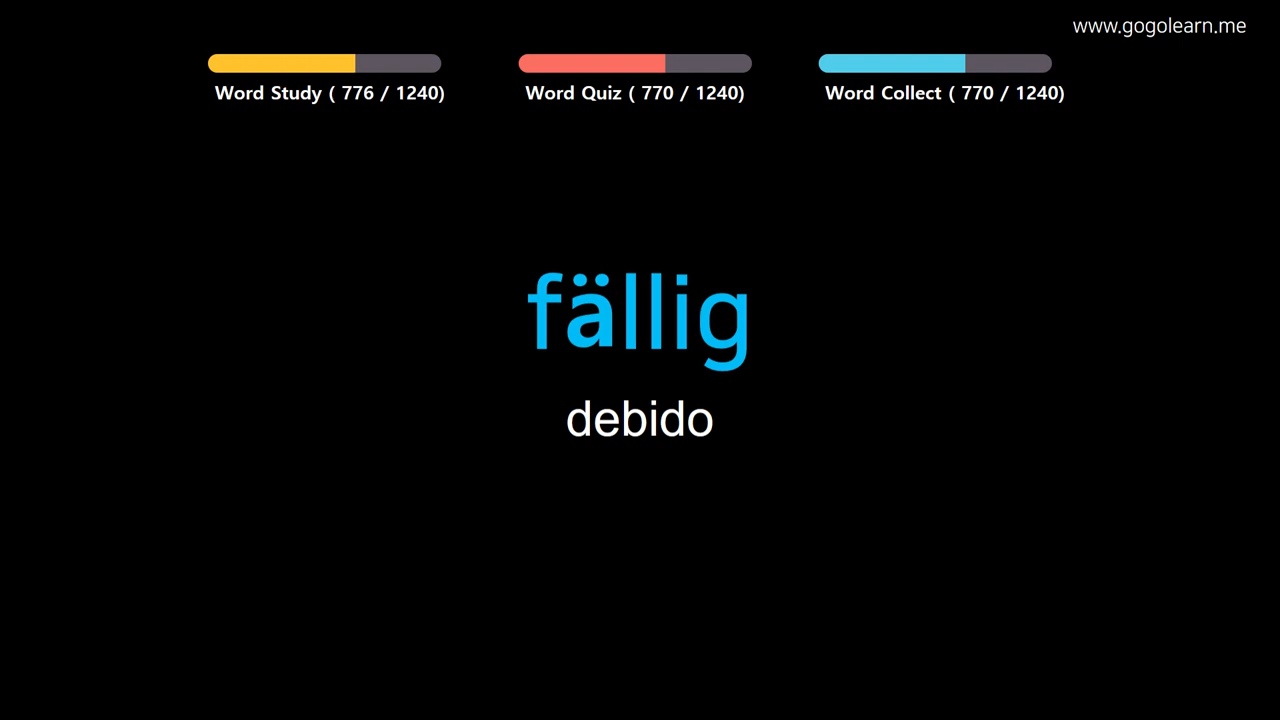 www.gogolearn.me
Word Study ( 776 / 1240)
Word Quiz ( 770 / 1240)
Word Collect ( 770 / 1240)
fällig
debido